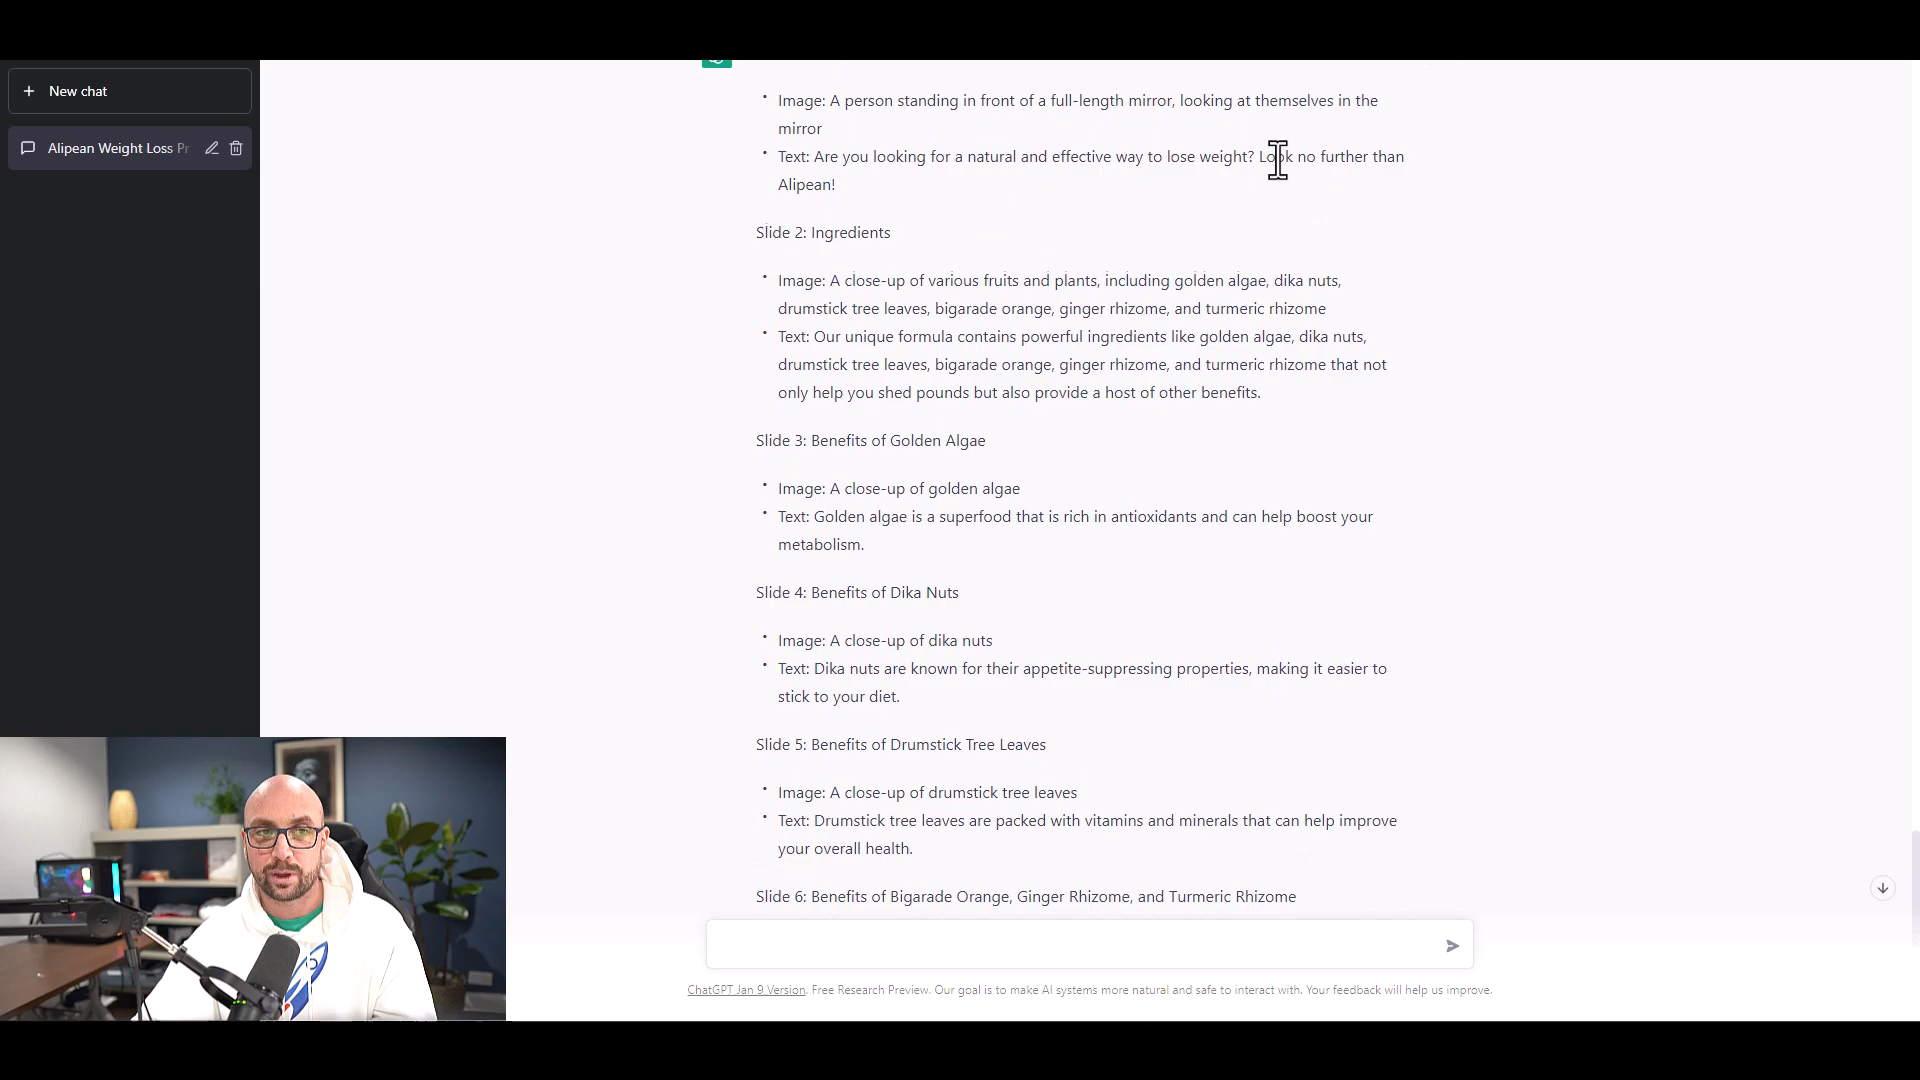 New chat
Alipean Weight Loss Pr
Image: A person standing in front of a full-length mirror, looking at themselves in the
mirror
Text: Are you looking for a natural and effective way to lose weight? Look no further than
Alipean!
Slide 2: Ingredients
Image: A close-up of various fruits and plants, including golden algae, dika nuts,
drumstick tree leaves, bigarade orange, ginger rhizome, and turmeric rhizome
Text: Our unique formula contains powerful ingredients like golden algae, dika nuts,
drumstick tree leaves, bigarade orange, ginger rhizome, and turmeric rhizome that not
only help you shed pounds but also provide a host of other benefits.
Slide 3: Benefits of Golden Algae
Image: A close-up of golden algae
Text: Golden algae is a superfood that is rich in antioxidants and can help boost your
metabolism.
Slide 4: Benefits of Dika Nuts
Image: A close-up of dika nuts
Text: Dika nuts are known for their appetite-suppressing properties, making it easier to
stick to your diet.
Slide 5: Benefits of Drumstick Tree Leaves
Image: A close-up of drumstick tree leaves
Text: Drumstick tree leaves are packed with vitamins and minerals that can help improve
your overall health.
Slide 6: Benefits of Bigarade Orange, Ginger Rhizome, and Turmeric Rhizome
ChatGPT Jan 9 Version. Free Research Preview. Our goal is to make AI systems more natural and safe to interact with. Your feedback will help us improve.